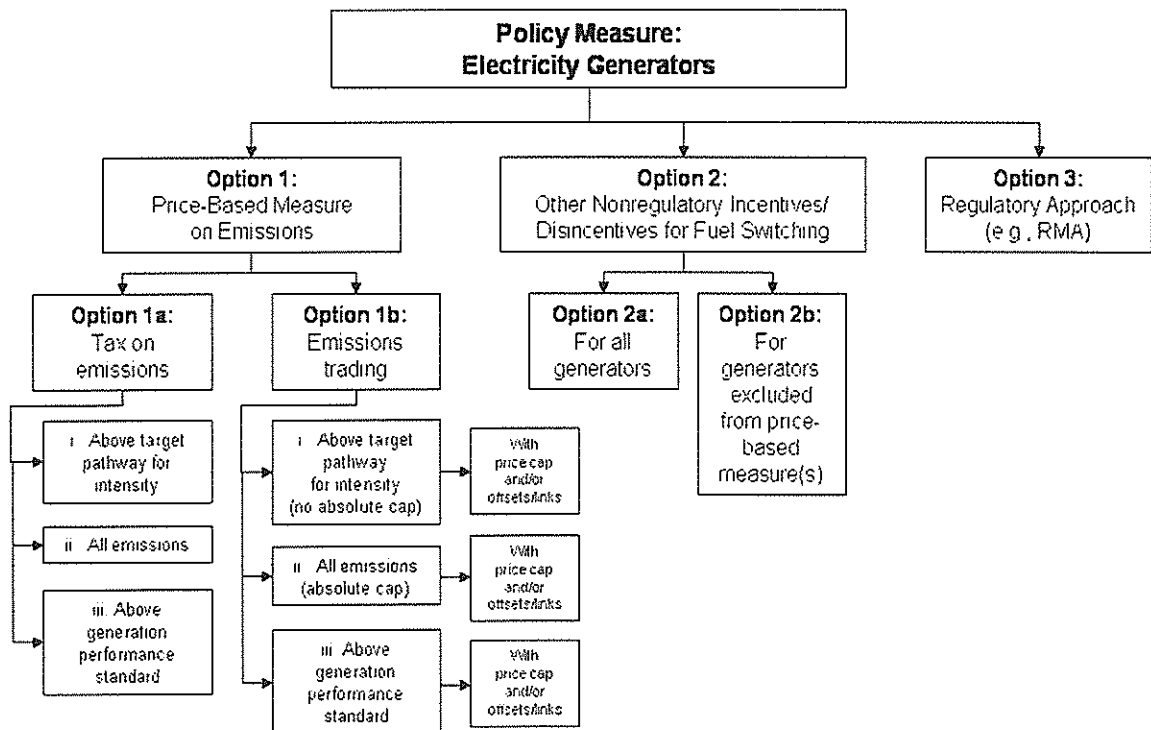 Policy Measure:
Electricity Generators
Option 1:
Price-Based Measure
on Emissions
Option 2:
Other Nonregulatory Incentives/
Disincentives for Fuel Switching
Option 3:
Regulatory Approach
(e.g., RMA)
Option 1a:
Tax on
emissions
Option 1b:
Emissions
trading
Option 2a:
For all
generators
Option 2b:
For
generators
excluded
from price-
based
measure(s)
i. Above target
pathway for
intensity
ii. All emissions
iii. Above
generation
performance
standard
i. Above target
pathway
for intensity
(no absolute cap)
With
price cap
and/or
offsets/links
ii. All emissions
(absolute cap)
With
price cap
and/or
offsets/links
iii. Above
generation
performance
standard
With
price cap
and/or
offsets/links